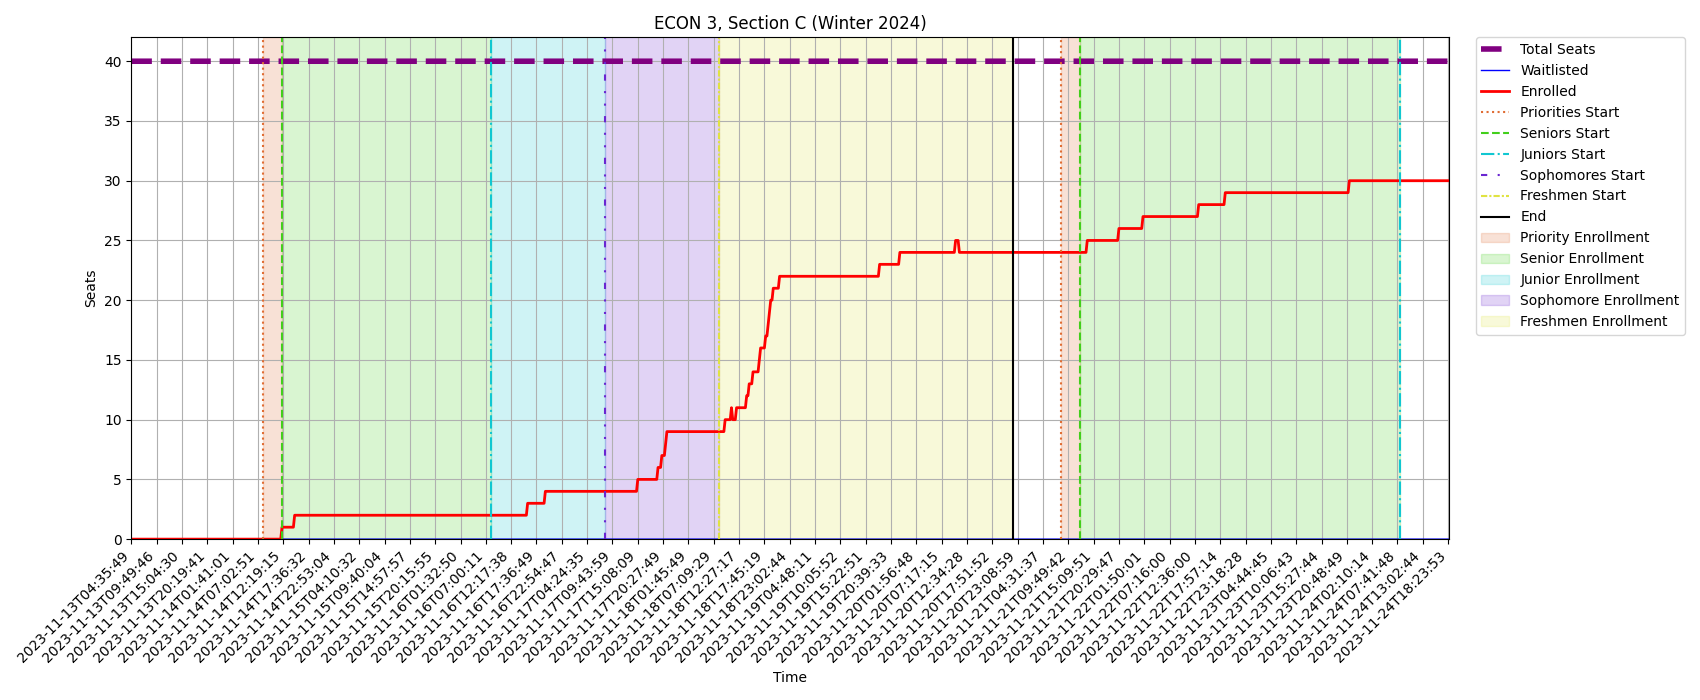 ECON 3, Section C (Winter 2024)
Seats
40
35
30
25
20
15
10
5
0
2023-11-13T04:35:49
2023-11-13T09:49:46
2023-11-13T15:04:30
2023-11-13T20:19:41
2023-11-14T01:41:01
2023-11-14T07:02:51
2023-11-14T12:19:15
2023-11-14T17:36:32
2023-11-14T22:53:04
2023-11-15T04:10:32
2023-11-15T09:40:04
2023-11-15T14:57:57
2023-11-15T20:15:55
2023-11-16T01:32:50
2023-11-16T07:00:11
2023-11-16T12:17:38
2023-11-16T17:36:49
2023-11-16T22:54:47
2023-11-17T04:24:35
2023-11-17T09:43:59
2023-11-17T15:08:09
2023-11-17T20:27:49
2023-11-18T01:45:49
2023-11-18T07:09:29
2023-11-18T12:27:17
2023-11-18T17:45:19
2023-11-18T23:02:44
2023-11-19T04:48:11
2023-11-19T10:05:52
2023-11-19T15:22:51
2023-11-19T20:39:33
2023-11-20T01:56:48
2023-11-20T07:17:15
2023-11-20T12:34:28
2023-11-20T17:51:52
2023-11-20T23:08:59
2023-11-21T04:31:37
2023-11-21T09:49:42
2023-11-21T15:09:51
2023-11-21T20:29:47
2023-11-22T01:50:01
2023-11-22T07:16:00
2023-11-22T12:36:00
2023-11-22T17:57:14
2023-11-22T23:18:28
2023-11-23T04:44:45
2023-11-23T10:06:43
2023-11-23T15:27:44
2023-11-23T20:48:49
2023-11-24T02:10:14
2023-11-24T07:41:48
2023-11-24T13:02:44
2023-11-24T18:23:53
Time
Total Seats
Waitlisted
Enrolled
Priorities Start
Seniors Start
Juniors Start
Sophomores Start
Freshmen Start
End
Priority Enrollment
Senior Enrollment
Junior Enrollment
Sophomore Enrollment
Freshmen Enrollment